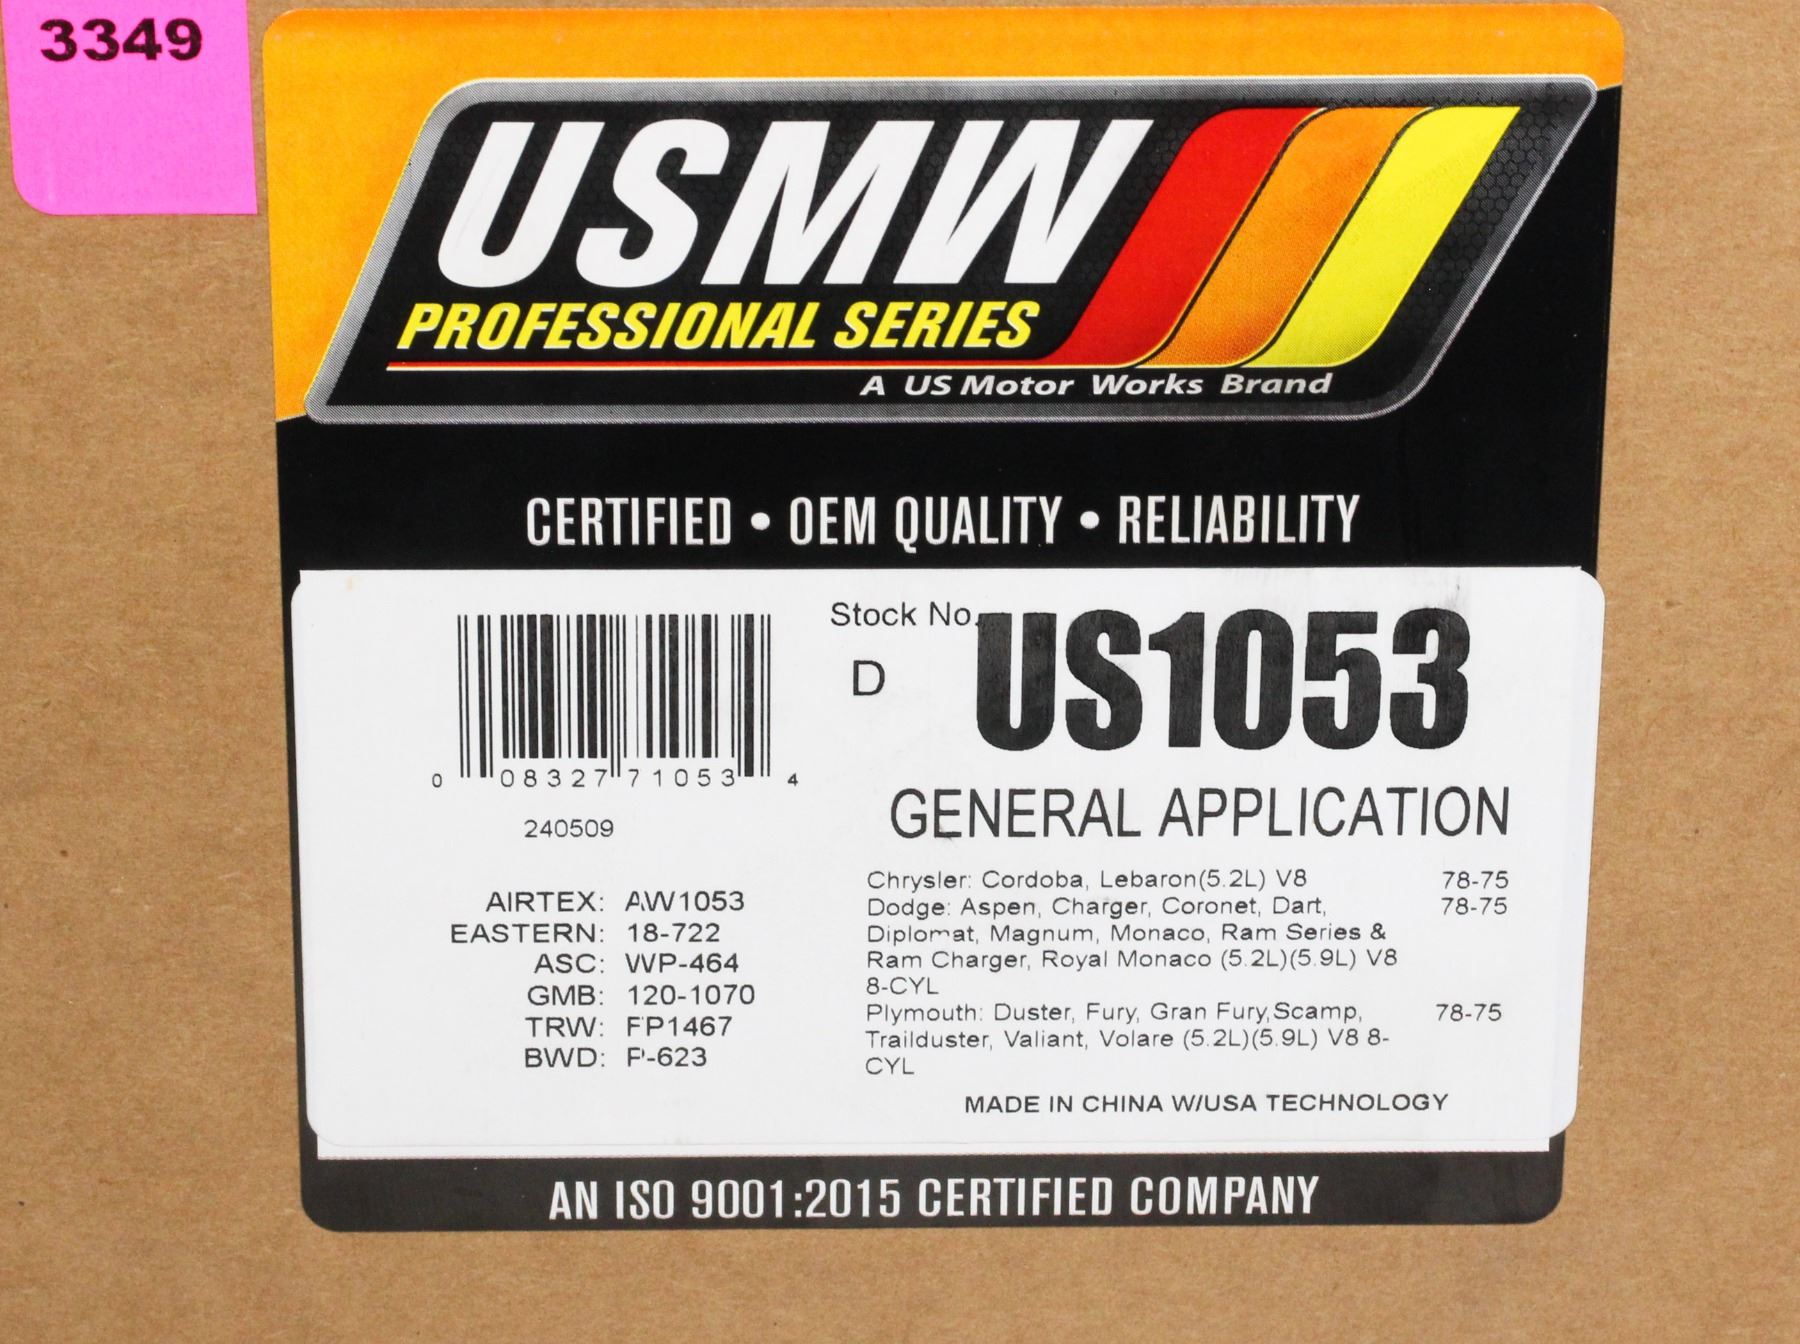 3349
USMW
PROFESSIONAL SERIES
A US Motor Works Brand
CERTIFIED • OEM QUALITY • RELIABILITY
Stock No.
US1053
D
0 08327 71053 4
240509
GENERAL APPLICATION
AIRTEX: AW1053
EASTERN: 18-722
ASC: WP-464
GMB: 120-1070
TRW: FP1467
BWD: P-623
Chrysler: Cordoba, Lebaron(5.2L) V8 78-75
Dodge: Aspen, Charger, Coronet, Dart, 78-75
Diplomat, Magnum, Monaco, Ram Series &
Ram Charger, Royal Monaco (5.2L)(5.9L) V8
8-CYL
Plymouth: Duster, Fury, Gran Fury,Scamp, 78-75
Trailduster, Valiant, Volare (5.2L)(5.9L) V8 8-
CYL
MADE IN CHINA W/USA TECHNOLOGY
AN ISO 9001:2015 CERTIFIED COMPANY